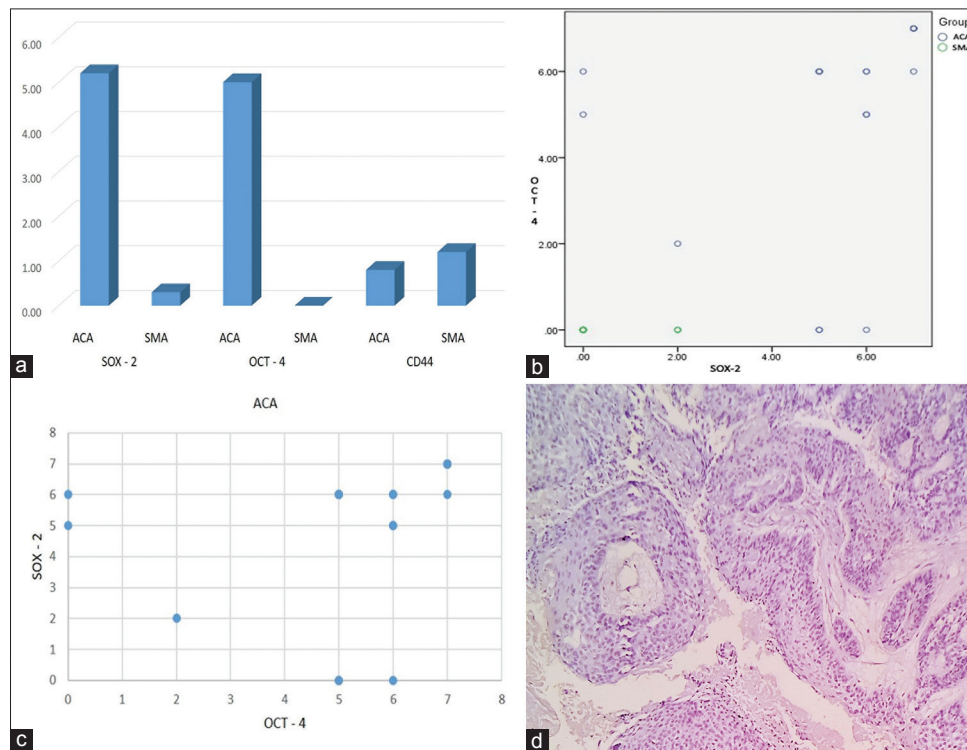 6.00
5.00
4.00
3.00
2.00
1.00
0.00
ACA SMA ACA SMA ACA SMA
SOX - 2 OCT - 4 CD44
a
Group
ACA
SMA
6.00
4.00
2.00
.00
OCT-4
.00 2.00 4.00 6.00
SOX-2
b
ACA
8
7
6
5
4
3
2
1
0
SOX - 2
0 1 2 3 4 5 6 7 8
OCT - 4
c
d